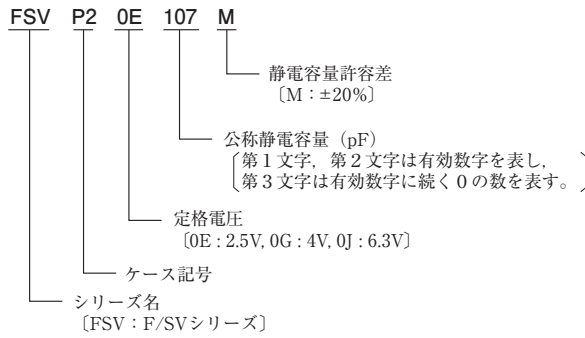 FSV P2 0E 107 M
静電容量許容差
〔M：±20%〕
公称静電容量（pF）
第１文字，第２文字は有効数字を表し，
第３文字は有効数字に続く０の数を表す。
定格電圧
〔0E : 2.5V, 0G : 4V, 0J : 6.3V〕
ケース記号
シリーズ名
〔FSV：F/SVシリーズ〕